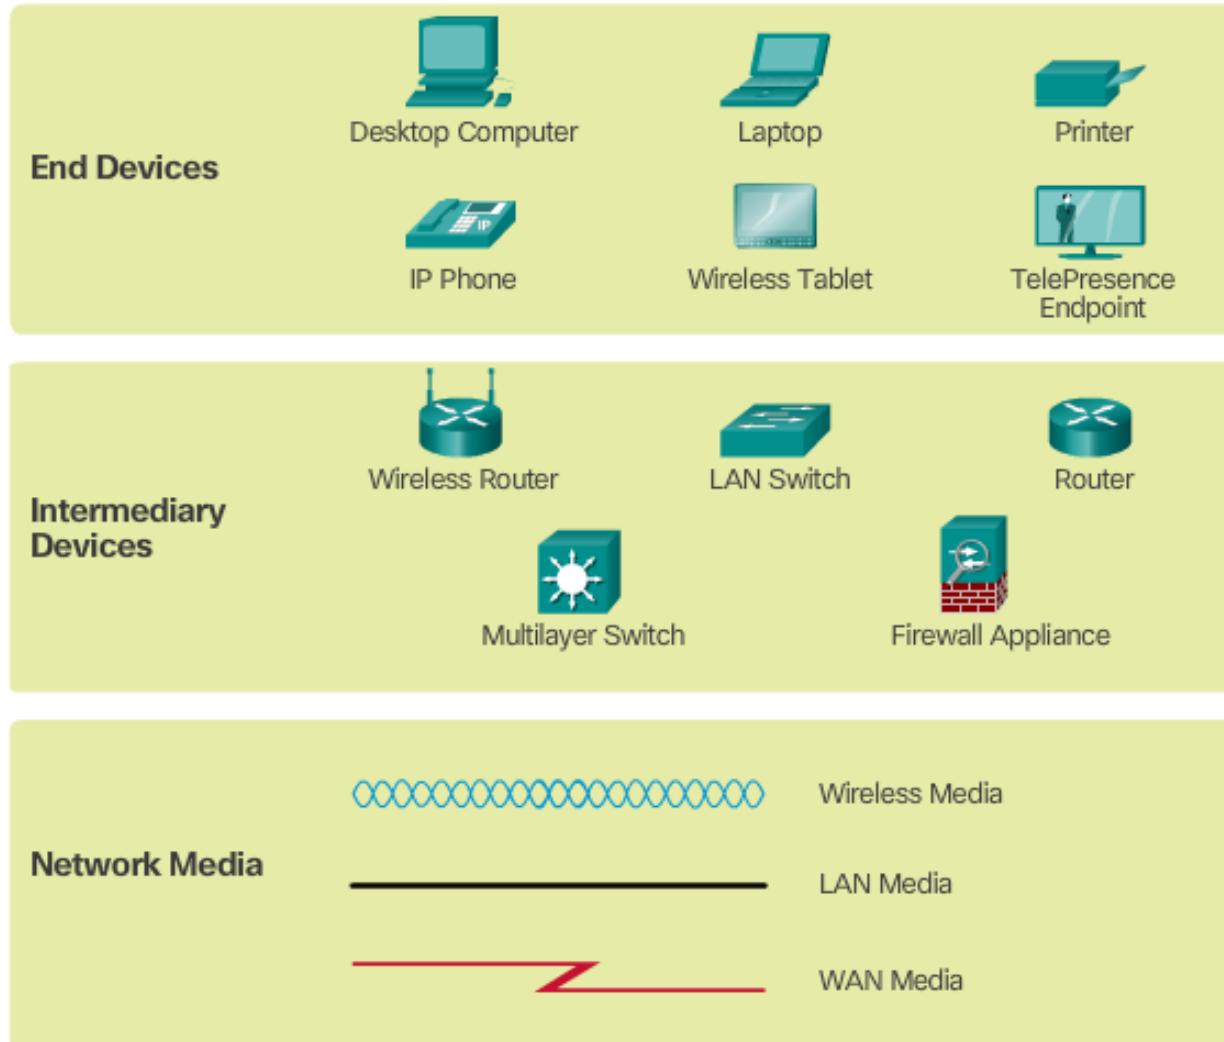 End Devices
Desktop Computer
Laptop
Printer
IP
IP Phone
Wireless Tablet
TelePresence
Endpoint
Intermediary
Devices
Wireless Router
LAN Switch
Router
Multilayer Switch
Firewall Appliance
Network Media
Wireless Media
LAN Media
WAN Media